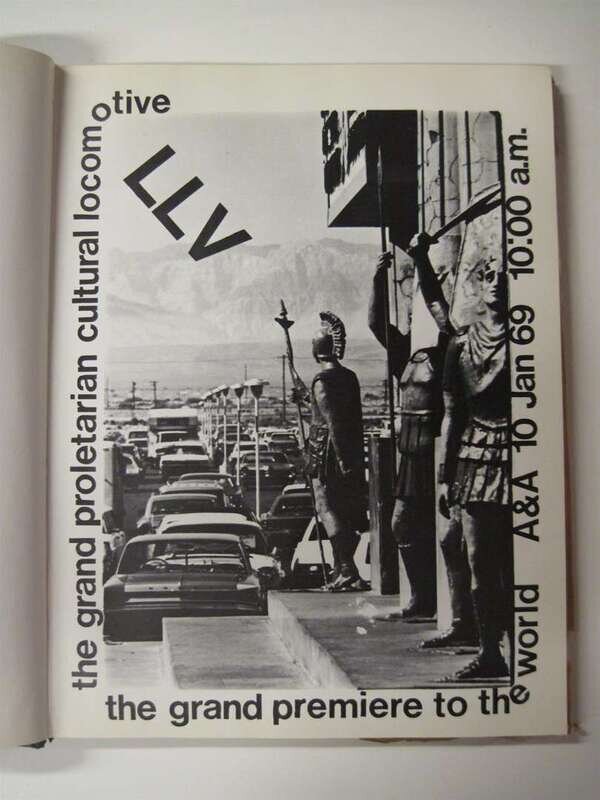 the grand proletarian cultural locomotive
LLV
the grand premiere to the world A&A 10 Jan 69 10:00 a.m.